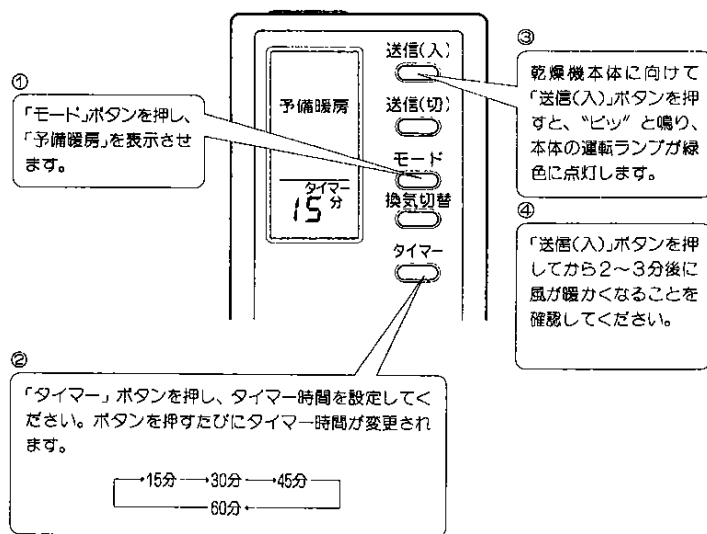 ①
「モード」ボタンを押し、
「予備暖房」を表示させ
ます。
予備暖房
タイマー
15分
送信(入)
送信(切)
モード
換気切替
タイマー
③
乾燥機本体に向けて
「送信(入)」ボタンを押
すと、“ピッ”と鳴り、
本体の運転ランプが緑
色に点灯します。
④
「送信(入)」ボタンを押
してから2～3分後に
風が暖かくなることを
確認してください。
②
「タイマー」ボタンを押し、タイマー時間を設定してく
ださい。ボタンを押すたびにタイマー時間が変更され
ます。
→15分→30分→45分
60分←